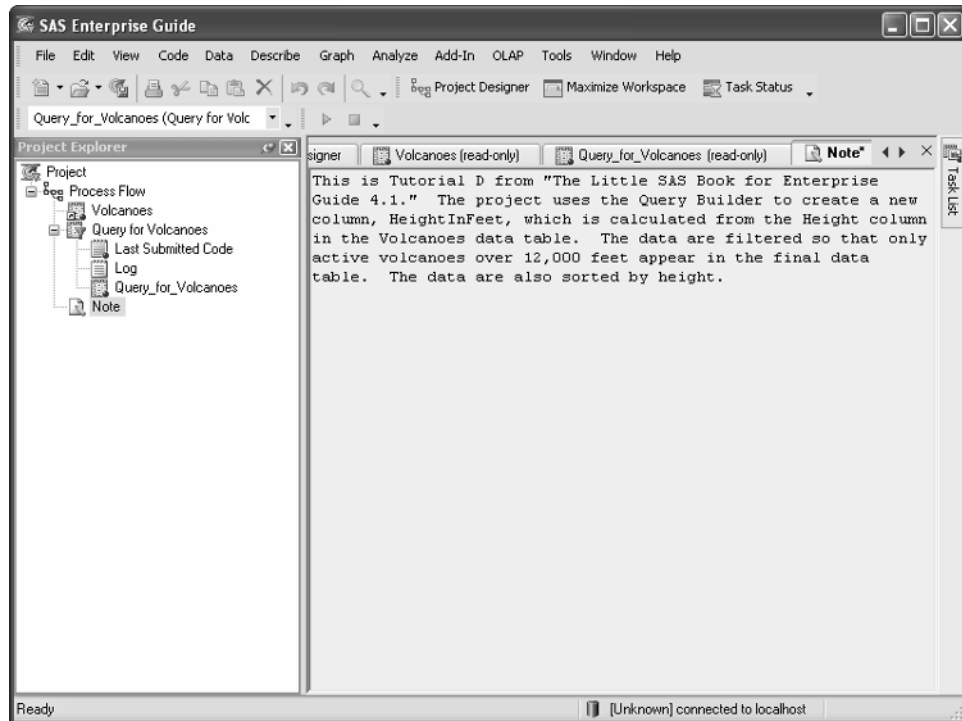 SAS Enterprise Guide
File Edit View Code Data Describe Graph Analyze Add-In OLAP Tools Window Help
Project Designer Maximize Workspace Task Status
Query_for_Volcanoes (Query for Volc
Project Explorer
Project
Process Flow
Volcanoes
Query for Volcanoes
Last Submitted Code
Log
Query_for_Volcanoes
Note
signer Volcanoes (read-only) Query_for_Volcanoes (read-only) Note*
This is Tutorial D from "The Little SAS Book for Enterprise
Guide 4.1." The project uses the Query Builder to create a new
column, HeightInFeet, which is calculated from the Height column
in the Volcanoes data table. The data are filtered so that only
active volcanoes over 12,000 feet appear in the final data
table. The data are also sorted by height.
Task List
Ready
[Unknown] connected to localhost